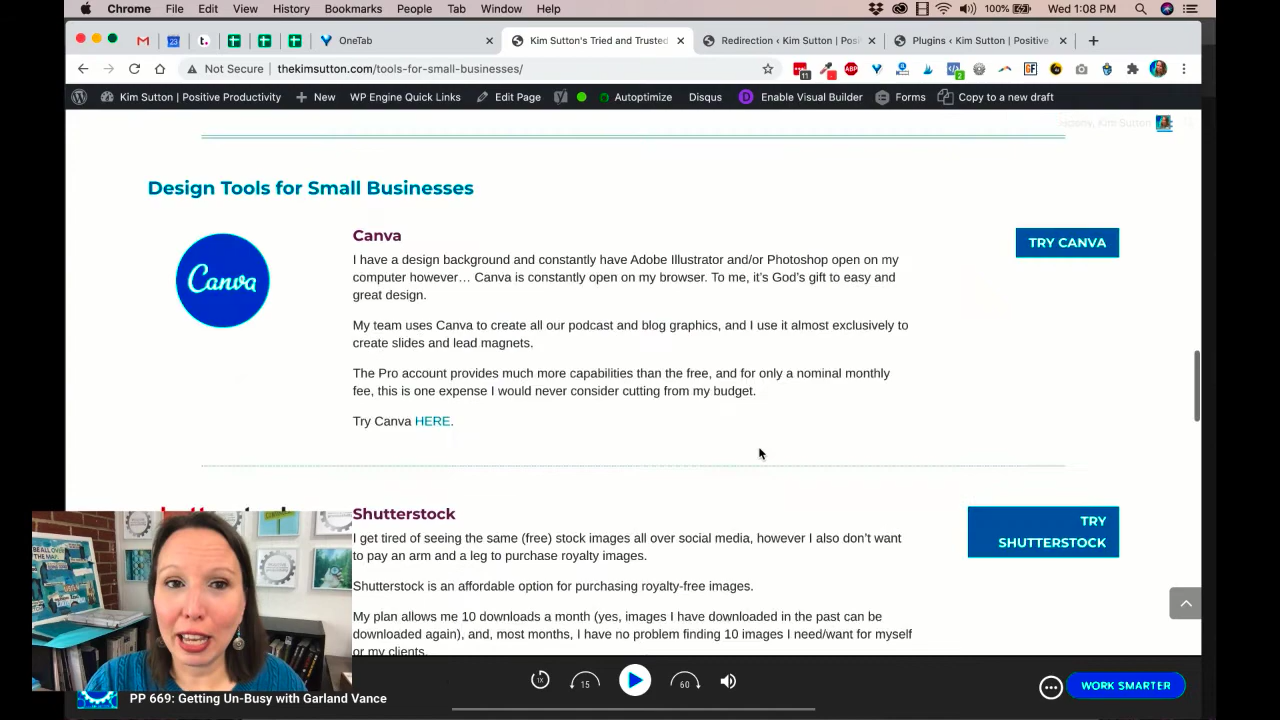 Chrome File Edit View History Bookmarks People Tab Window Help 100% Wed 1:08 PM
OneTab Kim Sutton's Tried and Trusted Redirection ‹ Kim Sutton | Posi Plugins ‹ Kim Sutton | Positive
Not Secure thekimsutton.com/tools-for-small-businesses/
Kim Sutton | Positive Productivity New WP Engine Quick Links Edit Page Autoptimize Disqus Enable Visual Builder Forms Copy to a new draft
Howdy, Kim Sutton
Design Tools for Small Businesses
Canva
Canva
TRY CANVA
I have a design background and constantly have Adobe Illustrator and/or Photoshop open on my
computer however… Canva is constantly open on my browser. To me, it's God's gift to easy and
great design.
My team uses Canva to create all our podcast and blog graphics, and I use it almost exclusively to
create slides and lead magnets.
The Pro account provides much more capabilities than the free, and for only a nominal monthly
fee, this is one expense I would never consider cutting from my budget.
Try Canva HERE.
Shutterstock
TRY
SHUTTERSTOCK
I get tired of seeing the same (free) stock images all over social media, however I also don't want
to pay an arm and a leg to purchase royalty images.
Shutterstock is an affordable option for purchasing royalty-free images.
My plan allows me 10 downloads a month (yes, images I have downloaded in the past can be
downloaded again), and, most months, I have no problem finding 10 images I need/want for myself
or my clients.
1X 15 60
WORK SMARTER
PP 669: Getting Un-Busy with Garland Vance